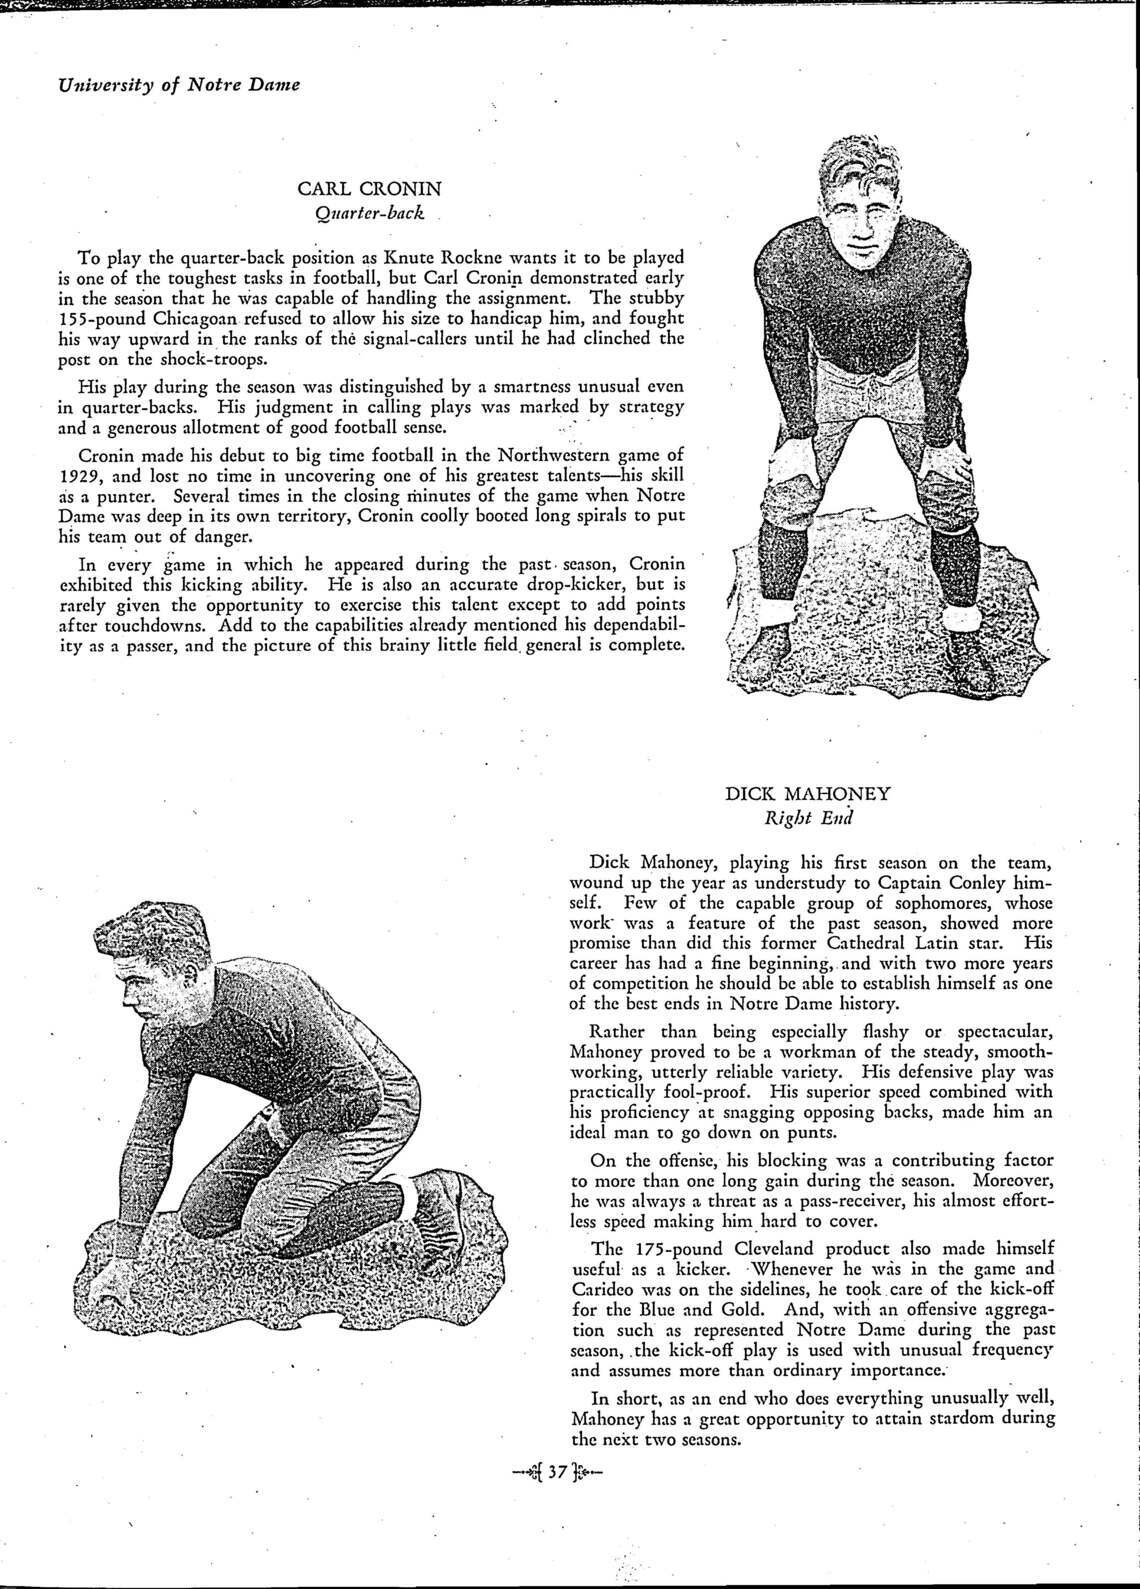 University of Notre Dame
CARL CRONIN
Quarter-back
To play the quarter-back position as Knute Rockne wants it to be played
is one of the toughest tasks in football, but Carl Cronin demonstrated early
in the season that he was capable of handling the assignment. The stubby
155-pound Chicagoan refused to allow his size to handicap him, and fought
his way upward in the ranks of the signal-callers until he had clinched the
post on the shock-troops.
His play during the season was distinguished by a smartness unusual even
in quarter-backs. His judgment in calling plays was marked by strategy
and a generous allotment of good football sense.
Cronin made his debut to big time football in the Northwestern game of
1929, and lost no time in uncovering one of his greatest talents—his skill
as a punter. Several times in the closing minutes of the game when Notre
Dame was deep in its own territory, Cronin coolly booted long spirals to put
his team out of danger.
In every game in which he appeared during the past season, Cronin
exhibited this kicking ability. He is also an accurate drop-kicker, but is
rarely given the opportunity to exercise this talent except to add points
after touchdowns. Add to the capabilities already mentioned his dependabil-
ity as a passer, and the picture of this brainy little field general is complete.
DICK MAHONEY
Right End
Dick Mahoney, playing his first season on the team,
wound up the year as understudy to Captain Conley him-
self. Few of the capable group of sophomores, whose
work was a feature of the past season, showed more
promise than did this former Cathedral Latin star. His
career has had a fine beginning, and with two more years
of competition he should be able to establish himself as one
of the best ends in Notre Dame history.
Rather than being especially flashy or spectacular,
Mahoney proved to be a workman of the steady, smooth-
working, utterly reliable variety. His defensive play was
practically fool-proof. His superior speed combined with
his proficiency at snagging opposing backs, made him an
ideal man to go down on punts.
On the offense, his blocking was a contributing factor
to more than one long gain during the season. Moreover,
he was always a threat as a pass-receiver, his almost effort-
less speed making him hard to cover.
The 175-pound Cleveland product also made himself
useful as a kicker. Whenever he was in the game and
Carideo was on the sidelines, he took care of the kick-off
for the Blue and Gold. And, with an offensive aggrega-
tion such as represented Notre Dame during the past
season, the kick-off play is used with unusual frequency
and assumes more than ordinary importance.
In short, as an end who does everything unusually well,
Mahoney has a great opportunity to attain stardom during
the next two seasons.
37